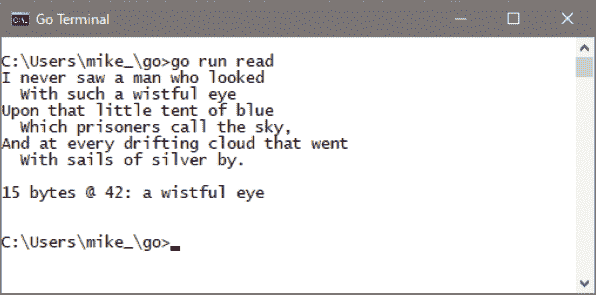 Go Terminal
C:\Users\mike_\go>go run read
I never saw a man who looked
  With such a wistful eye
Upon that little tent of blue
  Which prisoners call the sky,
And at every drifting cloud that went
  With sails of silver by.

15 bytes @ 42: a wistful eye

C:\Users\mike_\go>